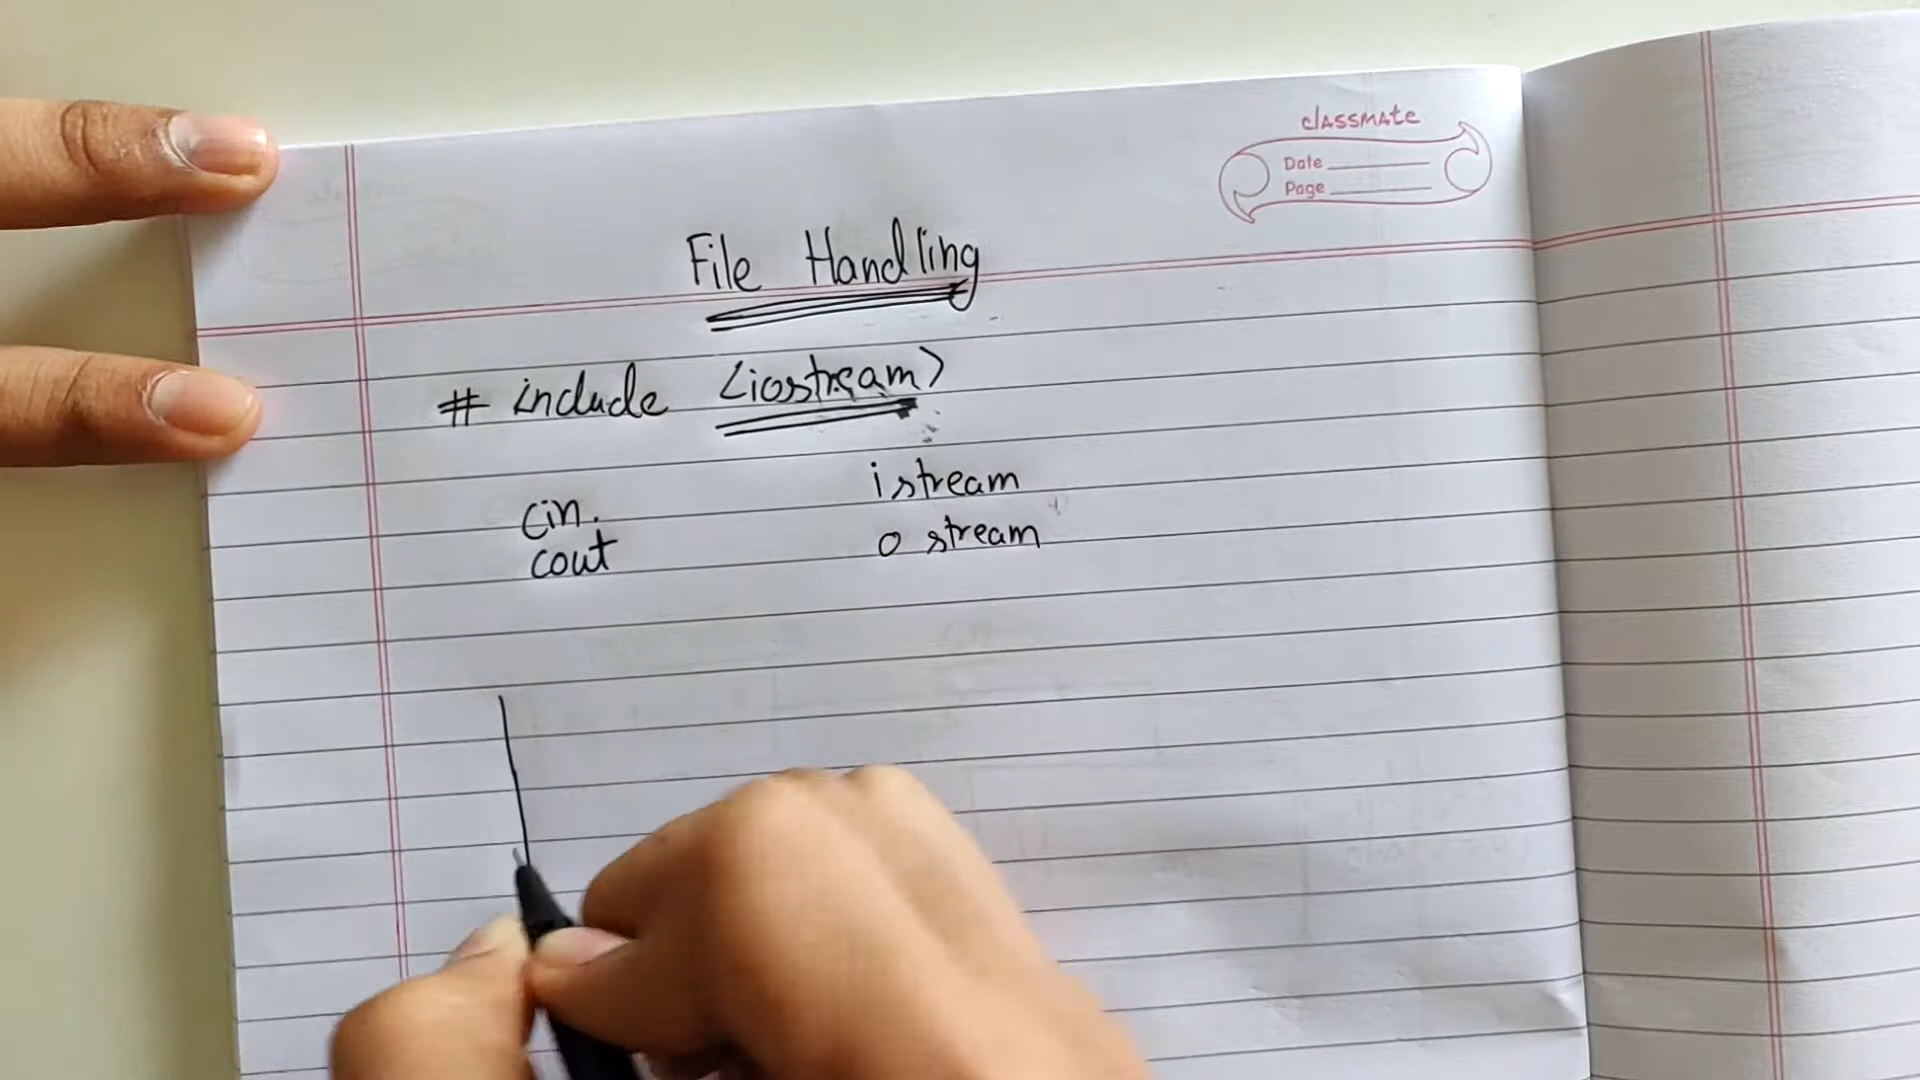 classmate
Date
Page
File Handling
# include <iostream>
cin.
cout
istream
o stream